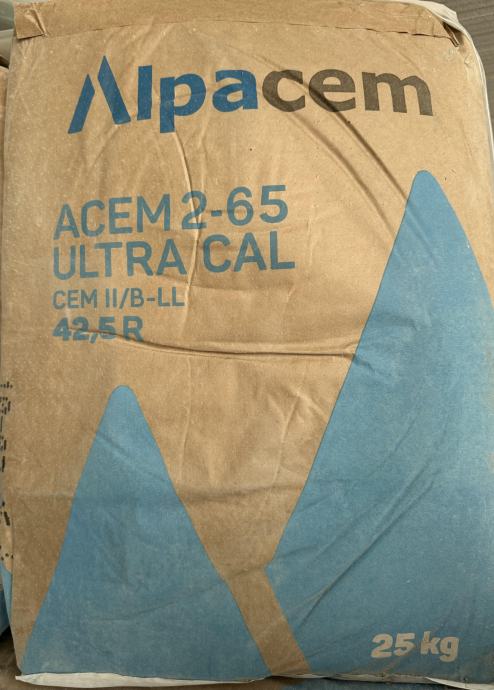 Alpacem
ACEM 2-65
ULTRA CAL
CEM II/B-LL
42,5 R
25 kg